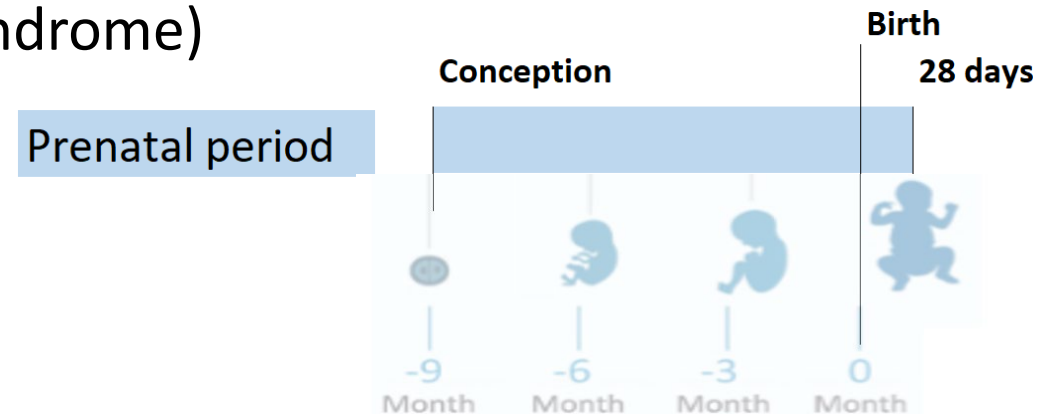 ndrome)
Birth
Conception
28 days
Prenatal period
-9
-6
-3
0
Month
Month
Month
Month